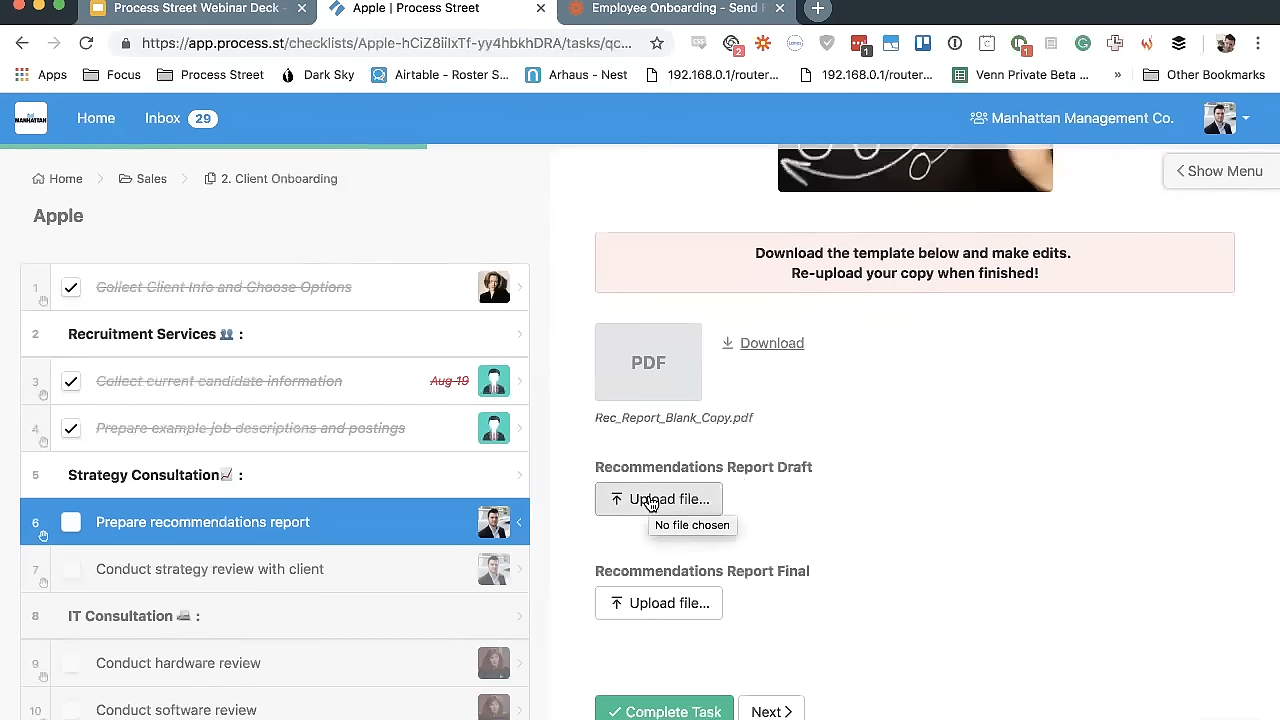 Process Street Webinar Deck -
Apple | Process Street
Employee Onboarding - Send F
https://app.process.st/checklists/Apple-hCiZ8iilxTf-yy4hbkhDRA/tasks/qc...
2
1
1
Apps
Focus
Process Street
Dark Sky
Airtable - Roster S...
Arhaus - Nest
192.168.0.1/router...
192.168.0.1/router...
Venn Private Beta ...
»
Other Bookmarks
MANHATTAN
Home
Inbox 29
Manhattan Management Co.
Home
Sales
2. Client Onboarding
Show Menu
Apple
1 Collect Client Info and Choose Options
2 Recruitment Services :
3 Collect current candidate information Aug 19
4 Prepare example job descriptions and postings
5 Strategy Consultation :
6 Prepare recommendations report
7 Conduct strategy review with client
8 IT Consultation :
9 Conduct hardware review
10 Conduct software review
Download the template below and make edits.
Re-upload your copy when finished!
PDF
Download
Rec_Report_Blank_Copy.pdf
Recommendations Report Draft
Upload file...
No file chosen
Recommendations Report Final
Upload file...
Complete Task
Next